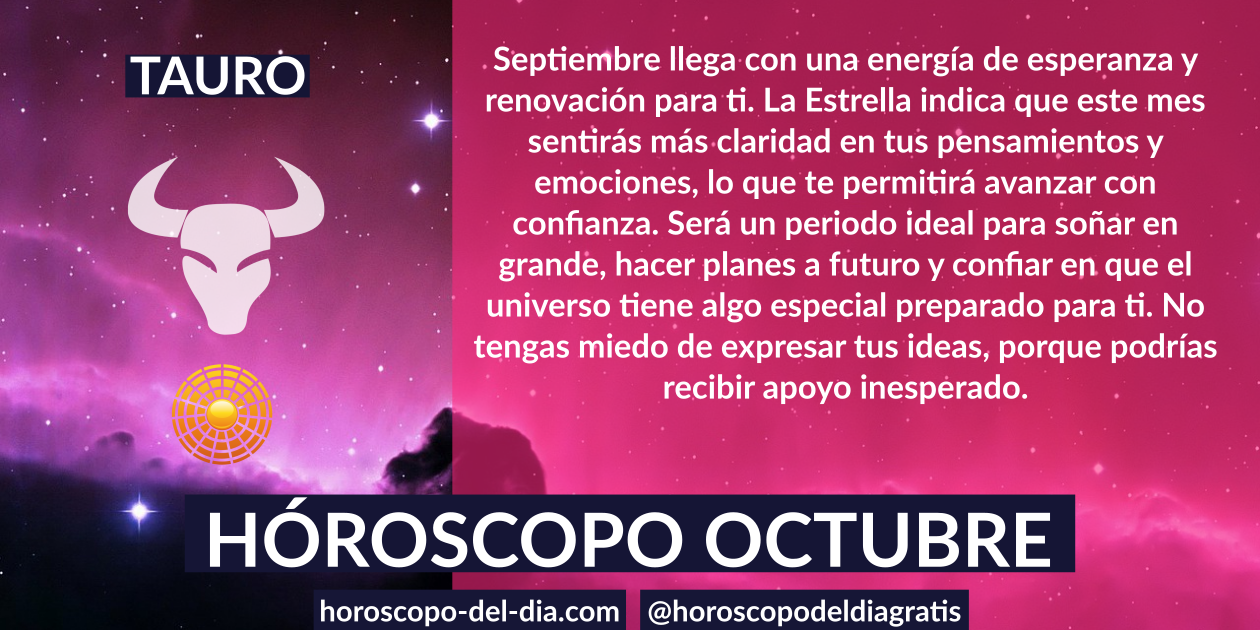 TAURO
Septiembre llega con una energía de esperanza y
renovación para ti. La Estrella indica que este mes
sentirás más claridad en tus pensamientos y
emociones, lo que te permitirá avanzar con
confianza. Será un periodo ideal para soñar en
grande, hacer planes a futuro y confiar en que el
universo tiene algo especial preparado para ti. No
tengas miedo de expresar tus ideas, porque podrías
recibir apoyo inesperado.
HÓROSCOPO OCTUBRE
horoscopo-del-dia.com @horoscopodeldiagratis